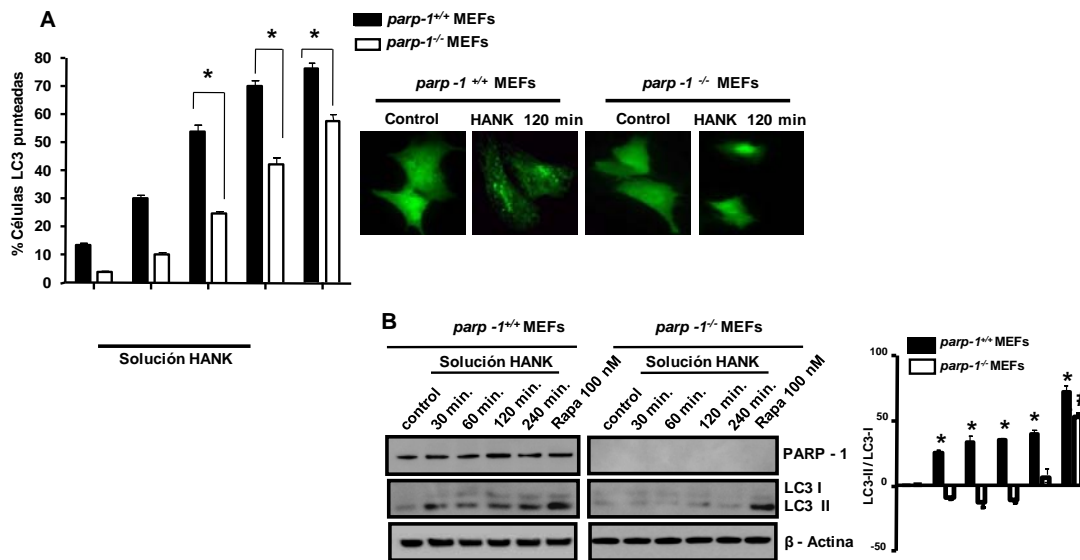 A
parp-1+/+ MEFs
parp-1-/- MEFs
% Células LC3 punteadas
80
70
60
50
40
30
20
10
0
*
*
*
Solución HANK
parp -1 +/+ MEFs
parp -1 -/- MEFs
Control
HANK 120 min
Control
HANK 120 min
B
parp -1+/+ MEFs
parp -1-/- MEFs
Solución HANK
Solución HANK
control
30 min.
60 min.
120 min.
240 min.
Rapa 100 nM
control
30 min.
60 min.
120 min.
240 min.
Rapa 100 nM
PARP - 1
LC3 I
LC3 II
β - Actina
parp-1+/+ MEFs
parp-1-/- MEFs
LC3-II / LC3-I
100
50
0
-50
*
*
*
*
*